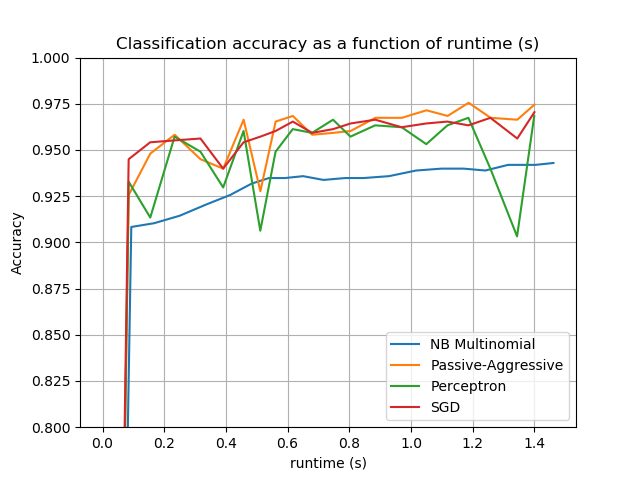 Classification accuracy as a function of runtime (s)
1.000
0.975
0.950
0.925
0.900
0.875
0.850
0.825
0.800
Accuracy
NB Multinomial
Passive-Aggressive
Perceptron
SGD
0.0 0.2 0.4 0.6 0.8 1.0 1.2 1.4
runtime (s)